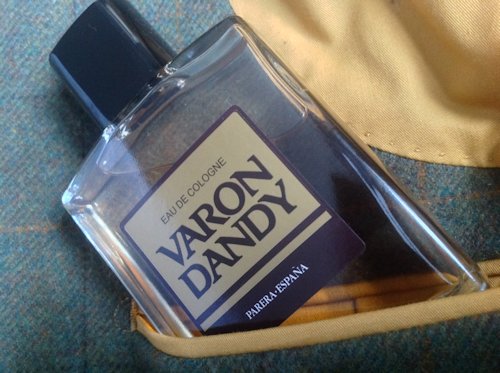 EAU DE COLOGNE
VARON
DANDY
PARERA-ESPAÑA